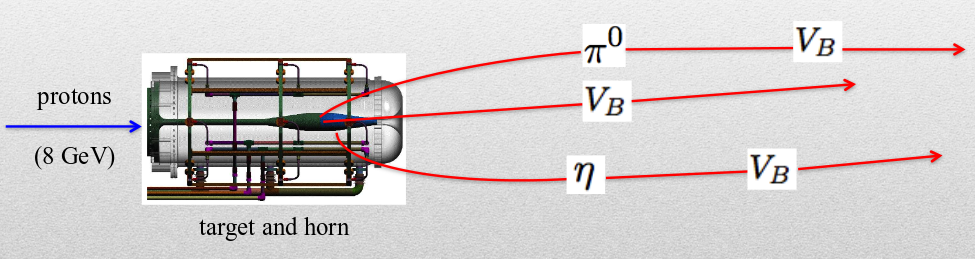 protons
(8 GeV)
target and horn
π⁰ V_B
V_B
η V_B